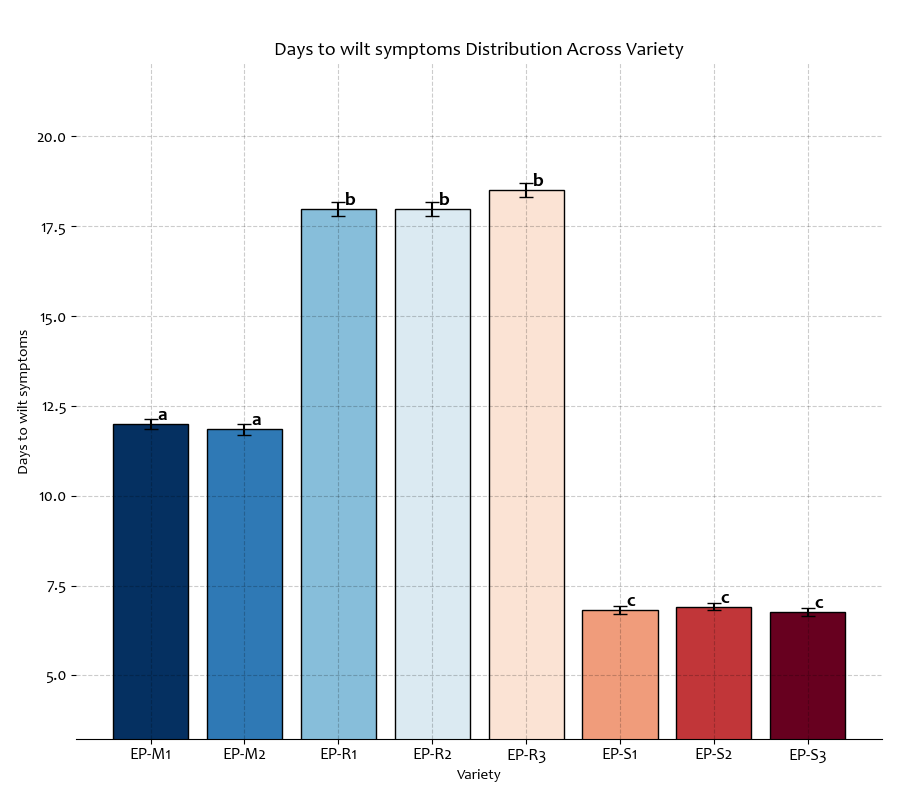 Days to wilt symptoms Distribution Across Variety
Days to wilt symptoms
20.0
17.5
15.0
12.5
10.0
7.5
5.0
a
a
b
b
b
c
c
c
EP-M1
EP-M2
EP-R1
EP-R2
EP-R3
EP-S1
EP-S2
EP-S3
Variety